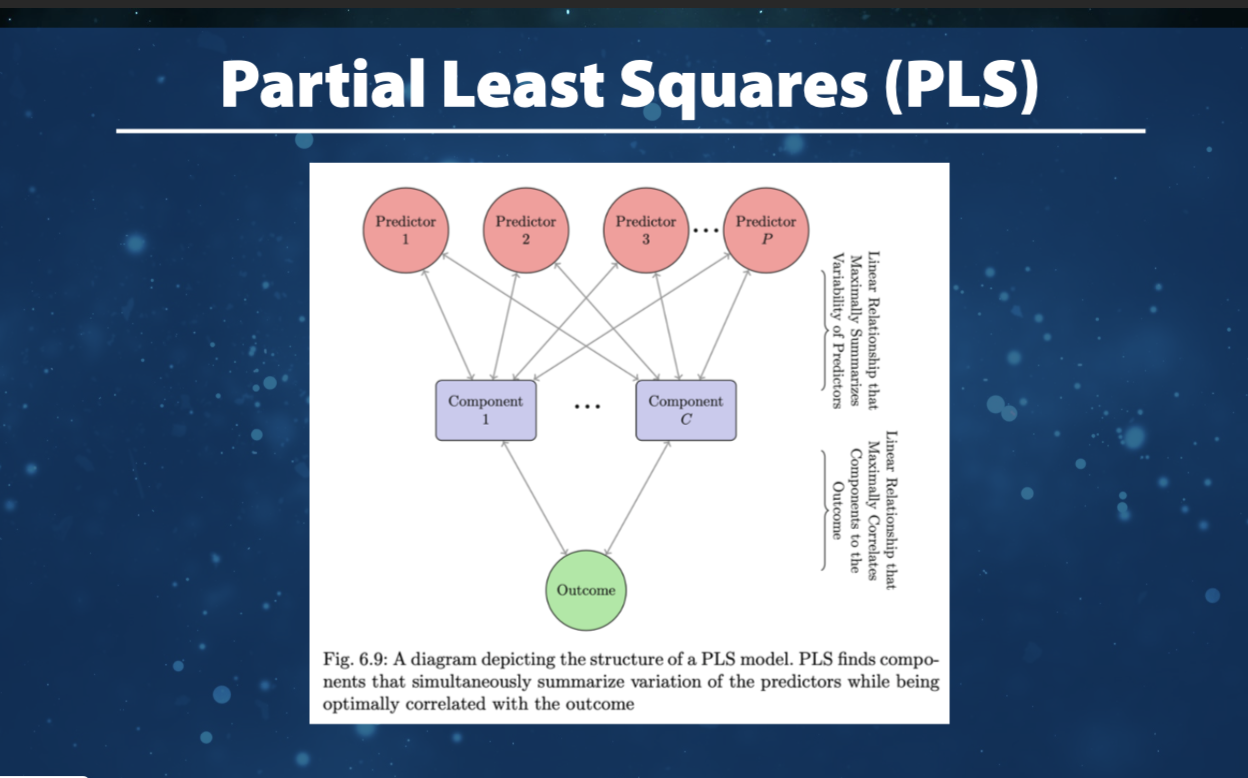 Partial Least Squares (PLS)
Predictor
1
Predictor
2
Predictor
3
...
Predictor
P
Linear Relationship that
Maximally Summarizes
Variability of Predictors
Component
1
...
Component
C
Linear Relationship that
Maximally Correlates
Components to the
Outcome
Outcome
Fig. 6.9: A diagram depicting the structure of a PLS model. PLS finds compo-
nents that simultaneously summarize variation of the predictors while being
optimally correlated with the outcome